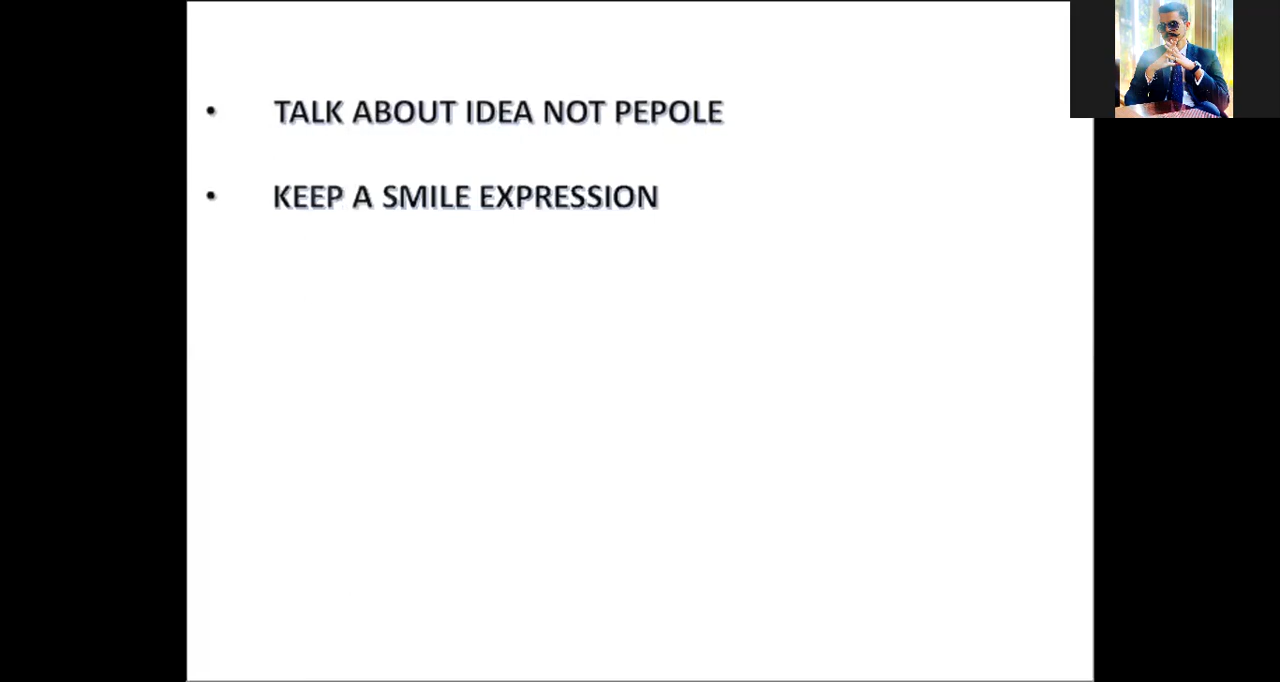 • TALK ABOUT IDEA NOT PEPOLE
• KEEP A SMILE EXPRESSION